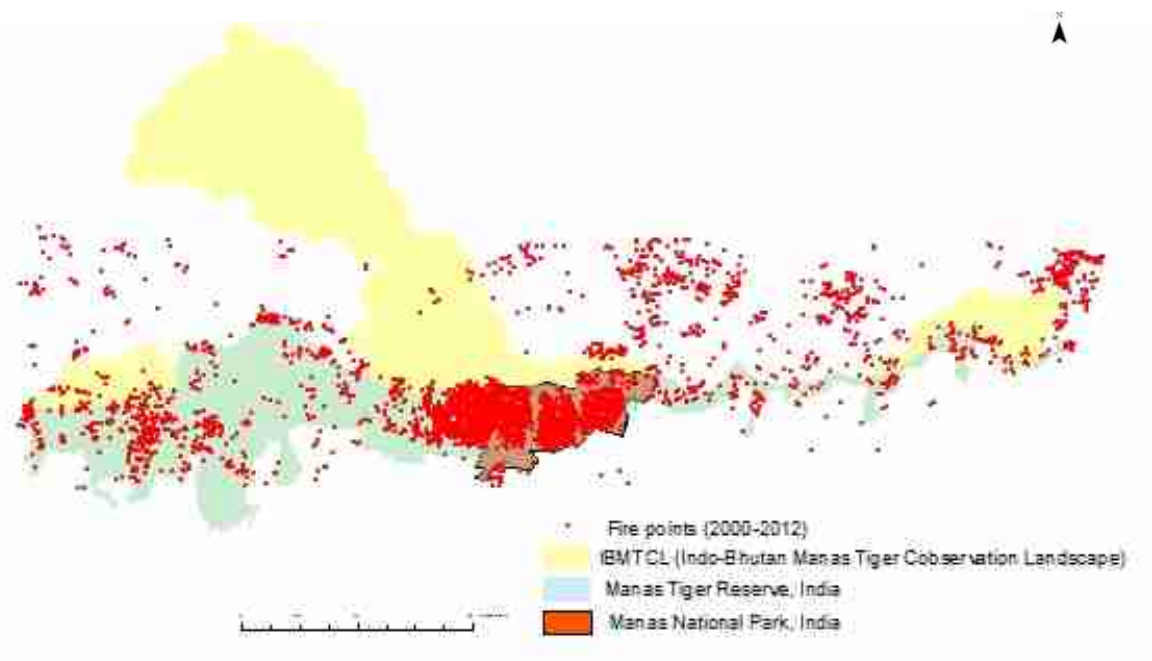 N
Fire points (2000-2012)
IBMTCL (Indo-Bhutan Manas Tiger Cobservation Landscape)
Manas Tiger Reserve, India
Manas National Park, India